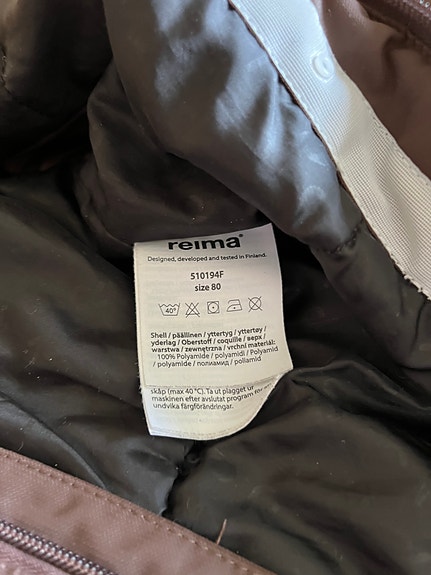 reima®
Designed, developed and tested in Finland.
510194F
size 80
40°
Shell / päällinen / yttertyg / yttertøy /
yderlag / Oberstoff / coquille / верх /
warstwa / zewnętrzna / vrchní materiál:
100% Polyamide / polyamidi / Polyamid
/ polyamide / полиамид / poliamid
skåp (max 40 °C). Ta ut plagget ur
maskinen efter avslutat program för att
undvika färgförändringar.